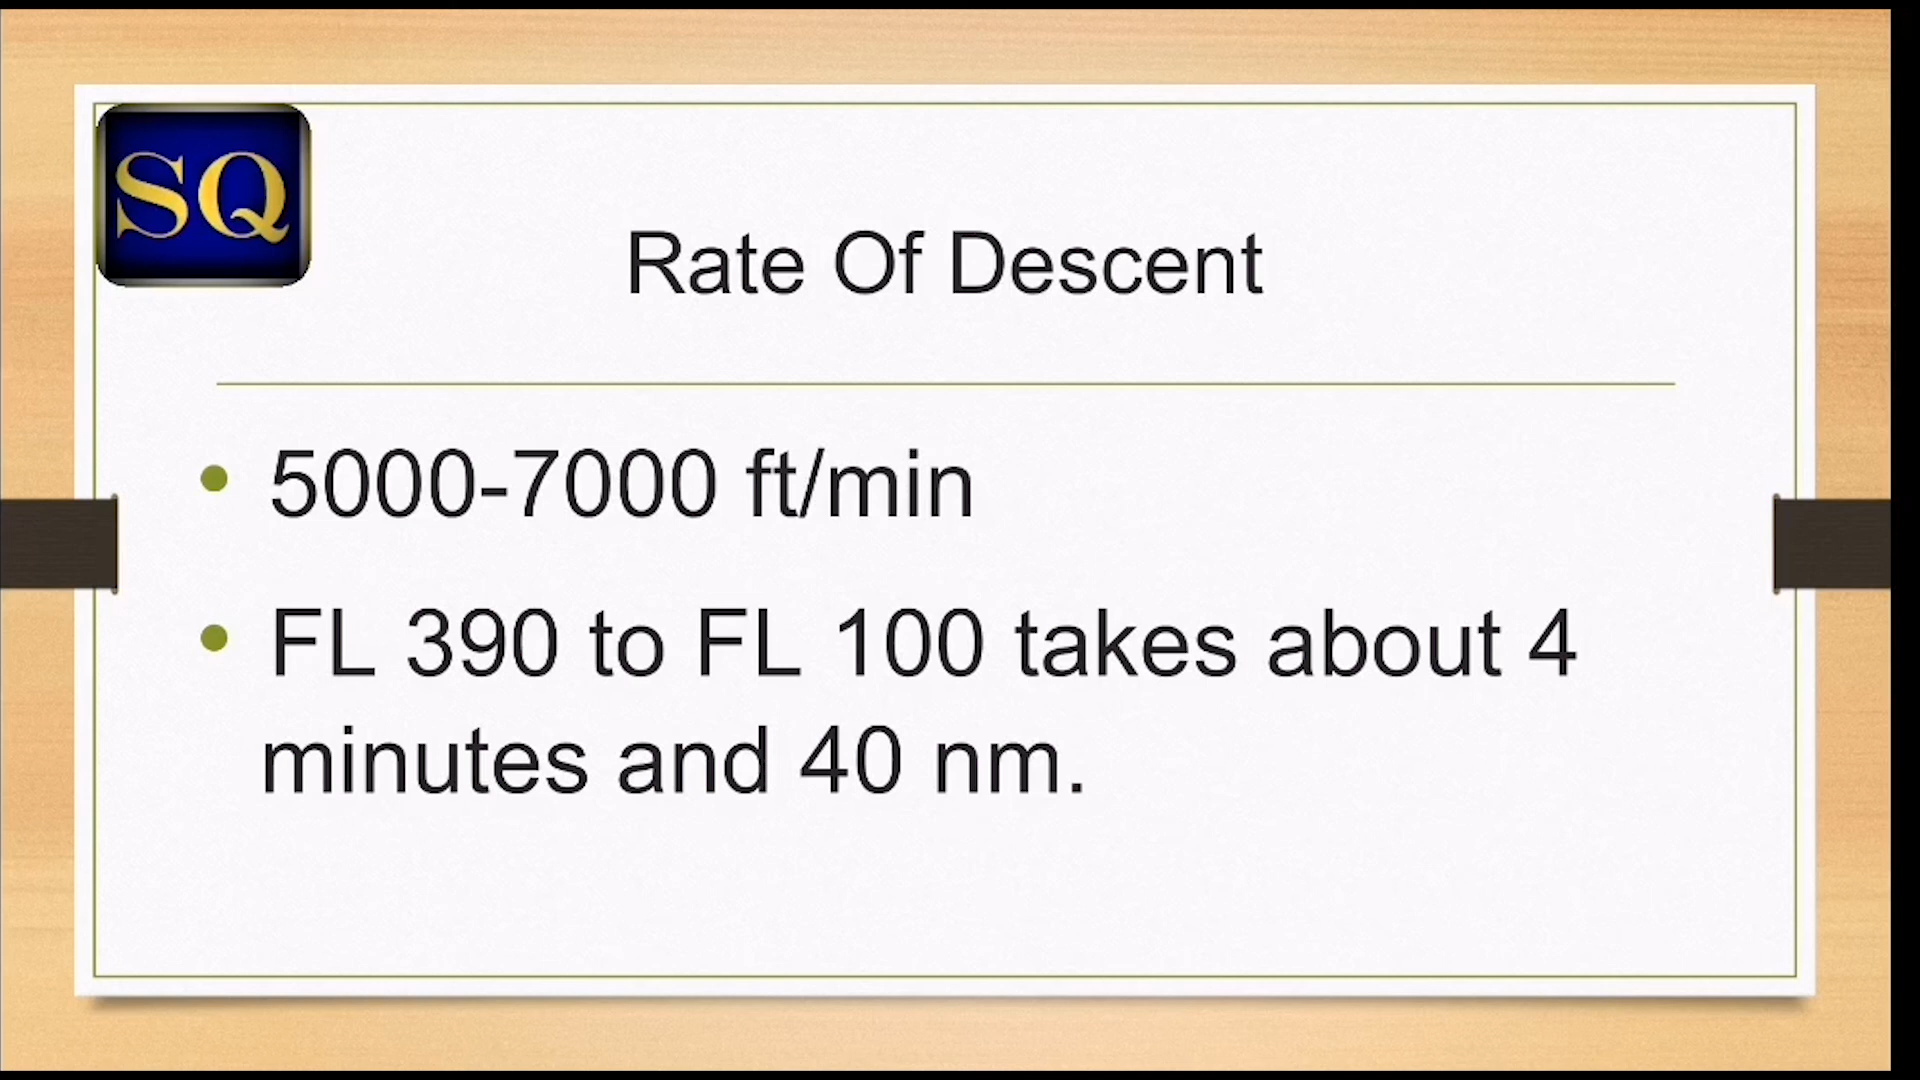 SQ
Rate Of Descent
• 5000-7000 ft/min
• FL 390 to FL 100 takes about 4
minutes and 40 nm.